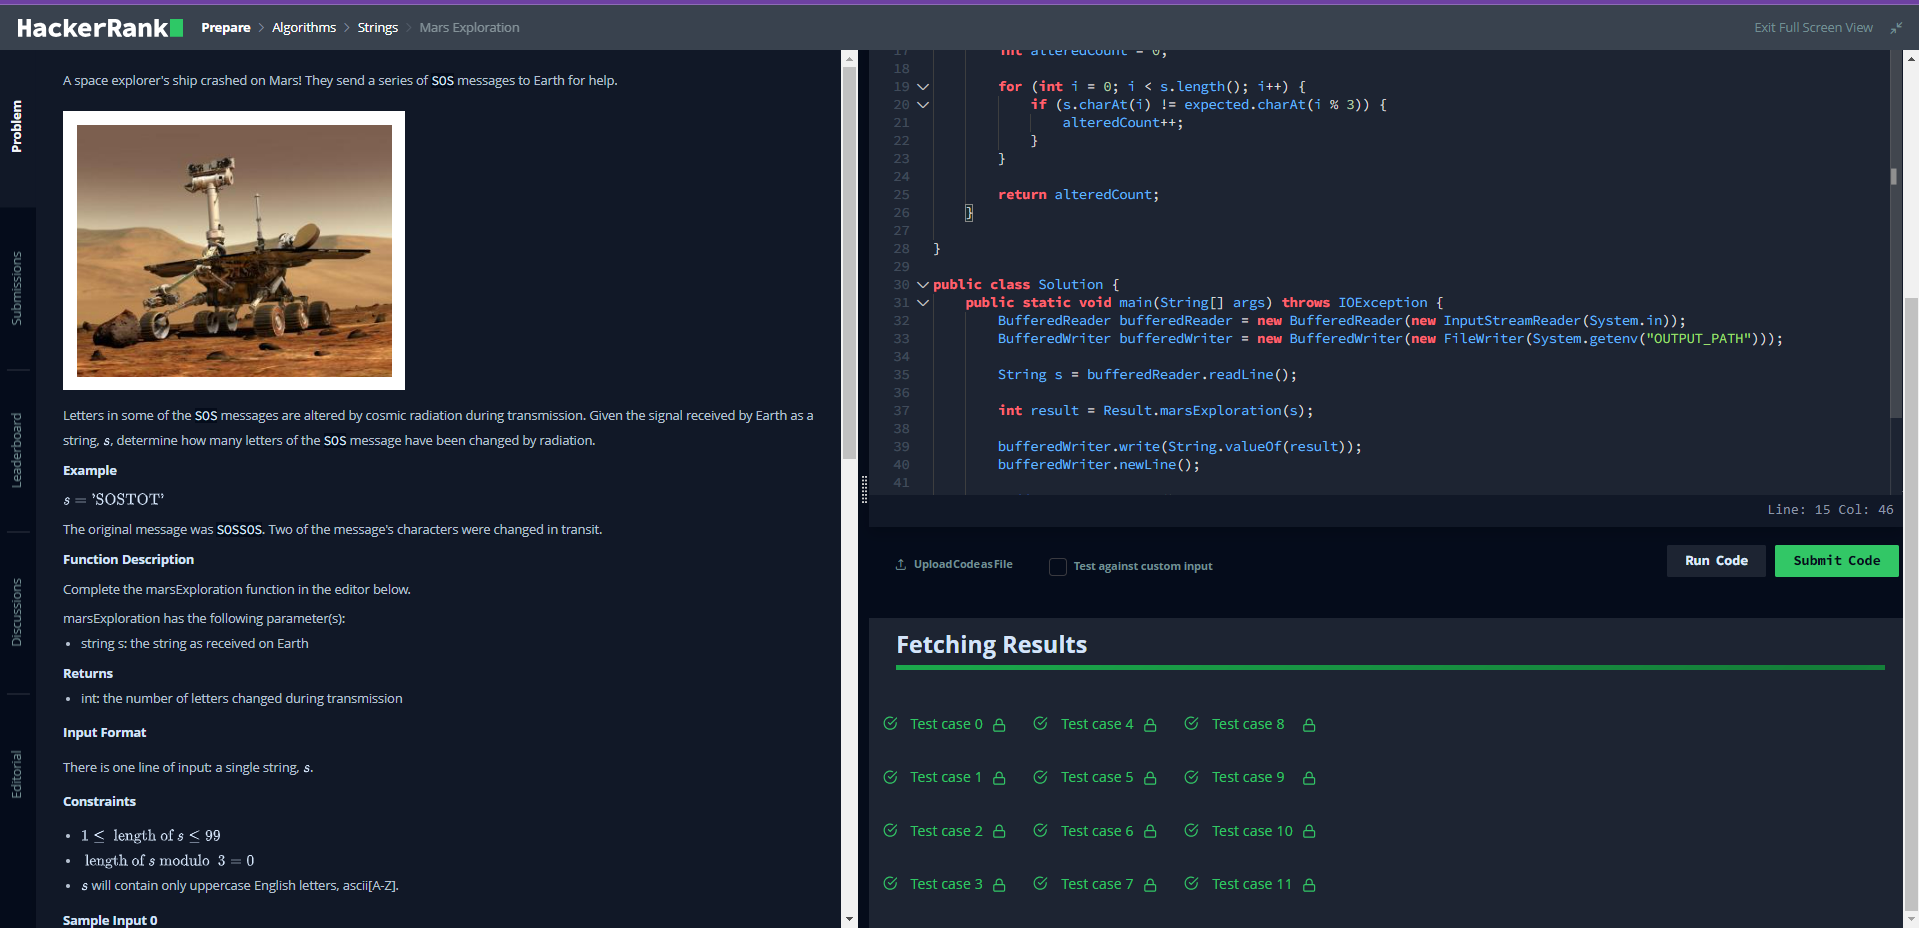 HackerRank
Prepare > Algorithms > Strings > Mars Exploration
Exit Full Screen View
Problem
Submissions
Leaderboard
Discussions
Editorial
A space explorer's ship crashed on Mars! They send a series of SOS messages to Earth for help.
Letters in some of the SOS messages are altered by cosmic radiation during transmission. Given the signal received by Earth as a
string, s, determine how many letters of the SOS message have been changed by radiation.
Example
s = 'SOSTOT'
The original message was SOSSOS. Two of the message's characters were changed in transit.
Function Description
Complete the marsExploration function in the editor below.
marsExploration has the following parameter(s):
• string s: the string as received on Earth
Returns
• int: the number of letters changed during transmission
Input Format
There is one line of input: a single string, s.
Constraints
• 1 ≤ length of s ≤ 99
• length of s modulo 3 = 0
• s will contain only uppercase English letters, ascii[A-Z].
Sample Input 0
17 int alteredCount = 0;
18
19 for (int i = 0; i < s.length(); i++) {
20 if (s.charAt(i) != expected.charAt(i % 3)) {
21 alteredCount++;
22 }
23 }
24
25 return alteredCount;
26 }
27
28 }
29
30 public class Solution {
31 public static void main(String[] args) throws IOException {
32 BufferedReader bufferedReader = new BufferedReader(new InputStreamReader(System.in));
33 BufferedWriter bufferedWriter = new BufferedWriter(new FileWriter(System.getenv("OUTPUT_PATH")));
34
35 String s = bufferedReader.readLine();
36
37 int result = Result.marsExploration(s);
38
39 bufferedWriter.write(String.valueOf(result));
40 bufferedWriter.newLine();
41
Line: 15 Col: 46
Upload Code as File
Test against custom input
Run Code
Submit Code
Fetching Results
Test case 0 Test case 4 Test case 8
Test case 1 Test case 5 Test case 9
Test case 2 Test case 6 Test case 10
Test case 3 Test case 7 Test case 11